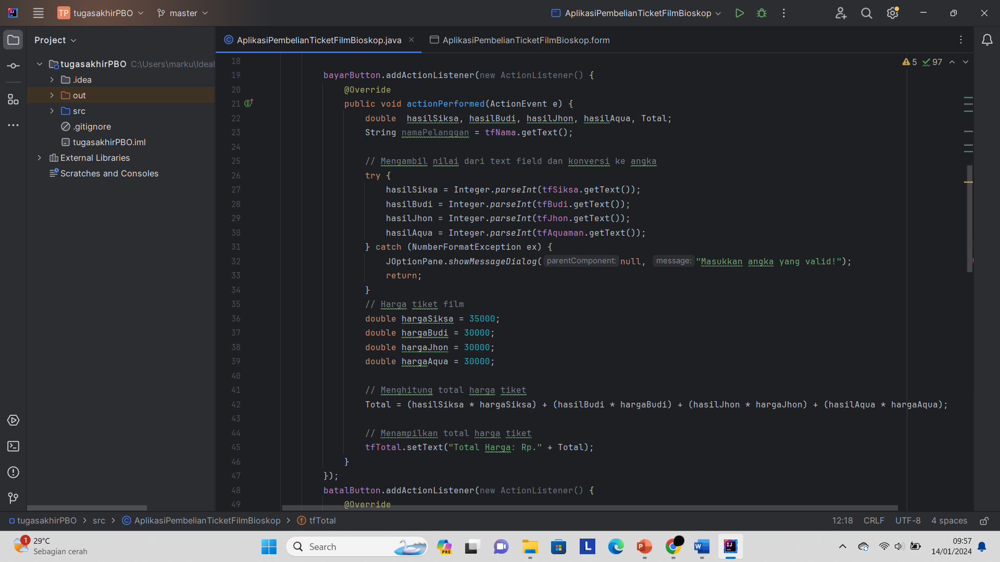 TP tugasakhirPBO master AplikasiPembelianTicketFilmBioskop
Project
AplikasiPembelianTicketFilmBioskop.java AplikasiPembelianTicketFilmBioskop.form
tugasakhirPBO C:\Users\marku\Ideal
.idea
out
src
.gitignore
tugasakhirPBO.iml
External Libraries
Scratches and Consoles
5 97
18
19 bayarButton.addActionListener(new ActionListener() {
20 @Override
21 public void actionPerformed(ActionEvent e) {
22 double  hasilSiksa, hasilBudi, hasilJhon, hasilAqua, Total;
23 String namaPelanggan = tfNama.getText();
24
25 // Mengambil nilai dari text field dan konversi ke angka
26 try {
27 hasilSiksa = Integer.parseInt(tfSiksa.getText());
28 hasilBudi = Integer.parseInt(tfBudi.getText());
29 hasilJhon = Integer.parseInt(tfJhon.getText());
30 hasilAqua = Integer.parseInt(tfAquaman.getText());
31 } catch (NumberFormatException ex) {
32 JOptionPane.showMessageDialog( parentComponent: null, message: "Masukkan angka yang valid!");
33 return;
34 }
35 // Harga tiket film
36 double hargaSiksa = 35000;
37 double hargaBudi = 30000;
38 double hargaJhon = 30000;
39 double hargaAqua = 30000;
40
41 // Menghitung total harga tiket
42 Total = (hasilSiksa * hargaSiksa) + (hasilBudi * hargaBudi) + (hasilJhon * hargaJhon) + (hasilAqua * hargaAqua);
43
44 // Menampilkan total harga tiket
45 tfTotal.setText("Total Harga: Rp." + Total);
46 }
47 });
48 batalButton.addActionListener(new ActionListener() {
49 @Override
tugasakhirPBO > src > AplikasiPembelianTicketFilmBioskop > tfTotal
12:18 CRLF UTF-8 4 spaces
1 29°C
Sebagian cerah
Search
PRE
09:57
14/01/2024